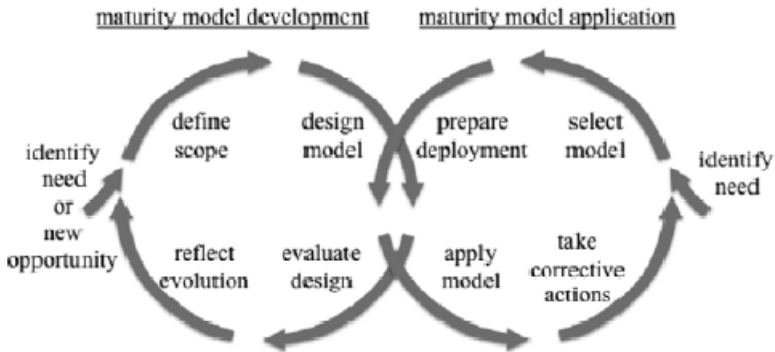 maturity model development
maturity model application
define
scope
design
model
prepare
deployment
select
model
identify
need
or
new
opportunity
identify
need
reflect
evolution
evaluate
design
apply
model
take
corrective
actions